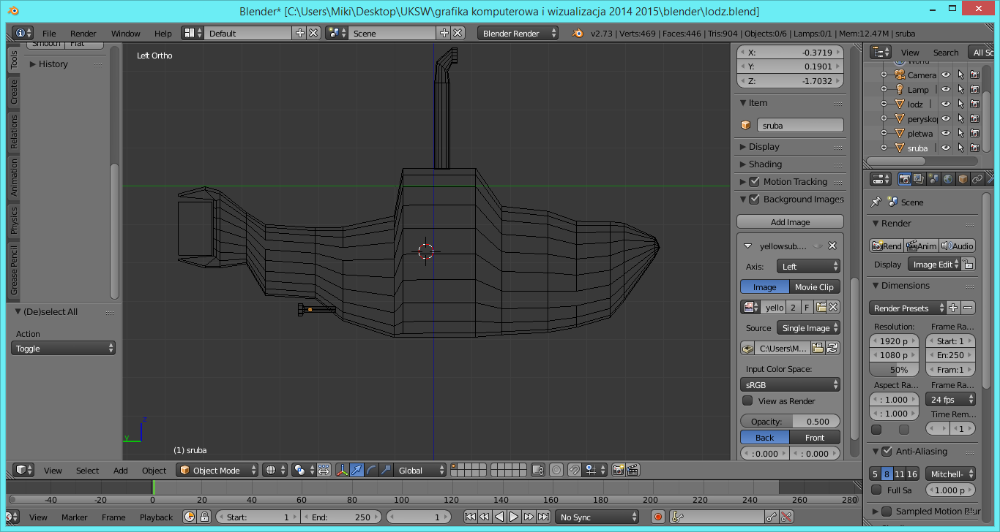 Blender* [C:\Users\Miki\Desktop\UKSW\grafika komputerowa i wizualizacja 2014 2015\blender\lodz.blend]
File Render Window Help Default Scene Blender Render v2.73 | Verts:469 | Faces:446 | Tris:904 | Objects:0/6 | Lamps:0/1 | Mem:12.47M | sruba
Smooth Flat
History
Tools
Create
Relations
Animation
Physics
Grease Pencil
(De)select All
Action
Toggle
Left Ortho
z
y
(1) sruba
X: -0.3719
Y: 0.1901
Z: -1.7032
Item
sruba
Display
Shading
Motion Tracking
Background Images
Add Image
yellowsub....
Axis: Left
Image Movie Clip
yello 2 F
Source Single Image
C:\Users\M...
Input Color Space:
sRGB
View as Render
Opacity: 0.500
Back Front
:0.000 : 0.000
View Search All Sc
World
Camera
Lamp
lodz
perysko
pletwa
sruba
Scene
Render
Rend Anim Audio
Display Image Edit
Dimensions
Render Presets
Resolution: Frame Ra...
1920 p Start: 1
1080 p En:250
50% Fram:1
Aspect Ra... Frame Ra...
: 1.000 24 fps
: 1.000 Time Rem...
1
Anti-Aliasing
5 8 11 16 Mitchell-
Full Sa 1.000 p
Sampled Motion Blur
View Select Add Object Object Mode Global
-40 -20 0 20 40 60 80 100 120 140 160 180 200 220 240 260 280
View Marker Frame Playback Start: 1 End: 250 1 No Sync